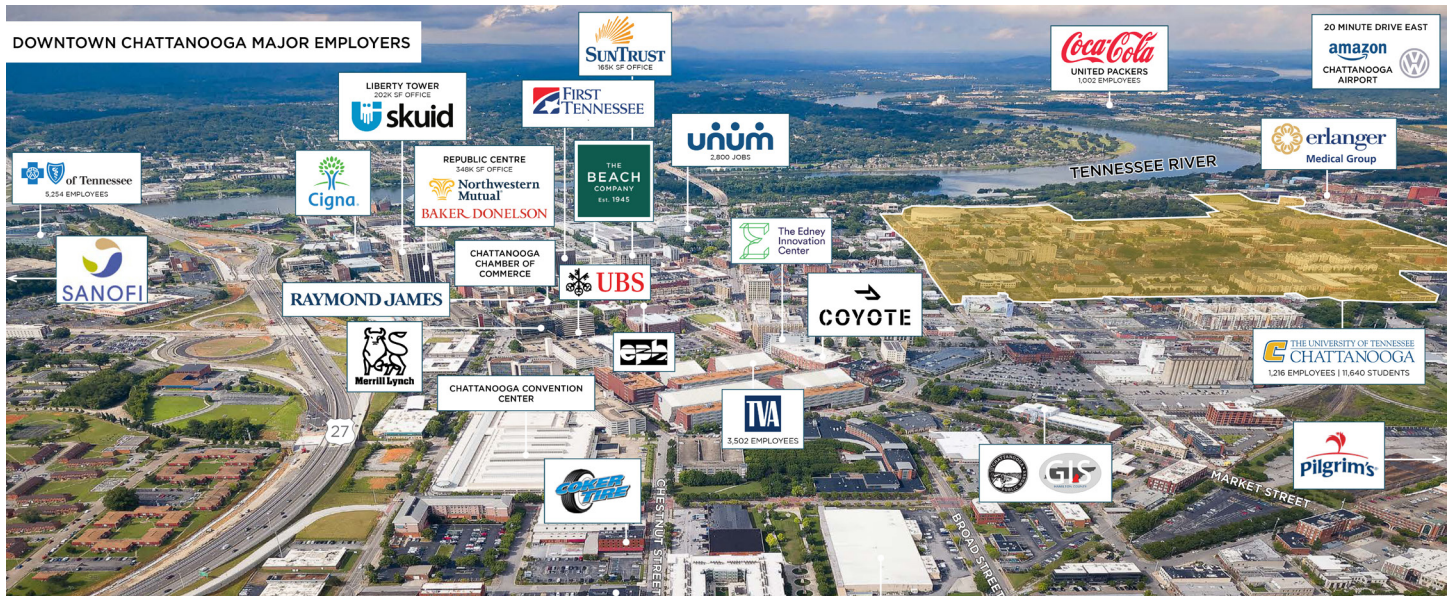 DOWNTOWN CHATTANOOGA MAJOR EMPLOYERS
SUNTRUST
165K SF OFFICE
Coca-Cola
UNITED PACKERS
1,002 EMPLOYEES
20 MINUTE DRIVE EAST
amazon
CHATTANOOGA
AIRPORT
LIBERTY TOWER
202K SF OFFICE
skuid
FIRST
TENNESSEE
unum
2,800 JOBS
erlanger
Medical Group
TENNESSEE RIVER
of Tennessee
5,254 EMPLOYEES
Cigna
REPUBLIC CENTRE
348K SF OFFICE
Northwestern
Mutual
BAKER DONELSON
THE
BEACH
COMPANY
Est. 1945
The Edney
Innovation
Center
SANOFI
CHATTANOOGA
CHAMBER OF
COMMERCE
UBS
RAYMOND JAMES
COYOTE
Merrill Lynch
epb
THE UNIVERSITY OF TENNESSEE
CHATTANOOGA
1,216 EMPLOYEES | 11,640 STUDENTS
CHATTANOOGA CONVENTION
CENTER
TVA
3,502 EMPLOYEES
27
Pilgrim's
COKER
TIRE
CHESTNUT STREET
BROAD STREET
MARKET STREET